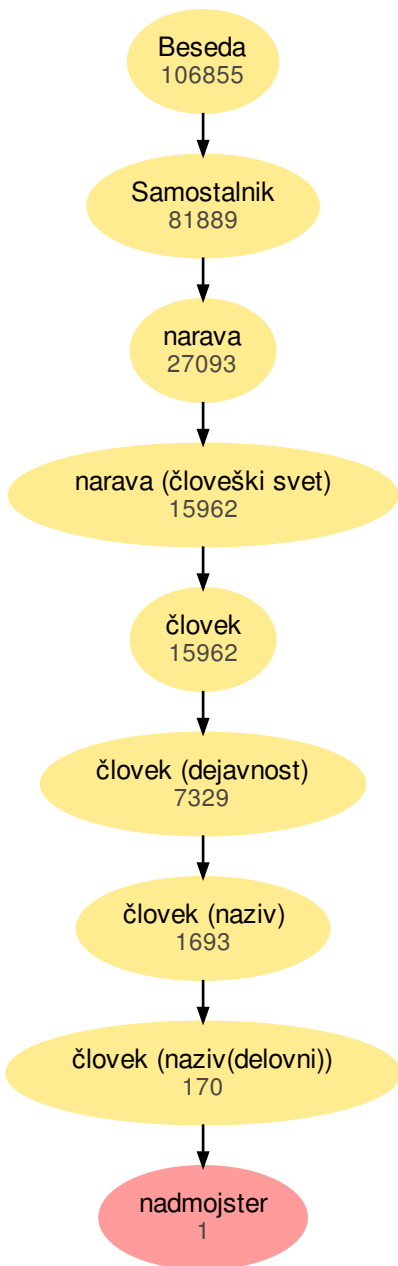 Beseda
106855
Samostalnik
81889
narava
27093
narava (človeški svet)
15962
človek
15962
človek (dejavnost)
7329
človek (naziv)
1693
človek (naziv(delovni))
170
nadmojster
1